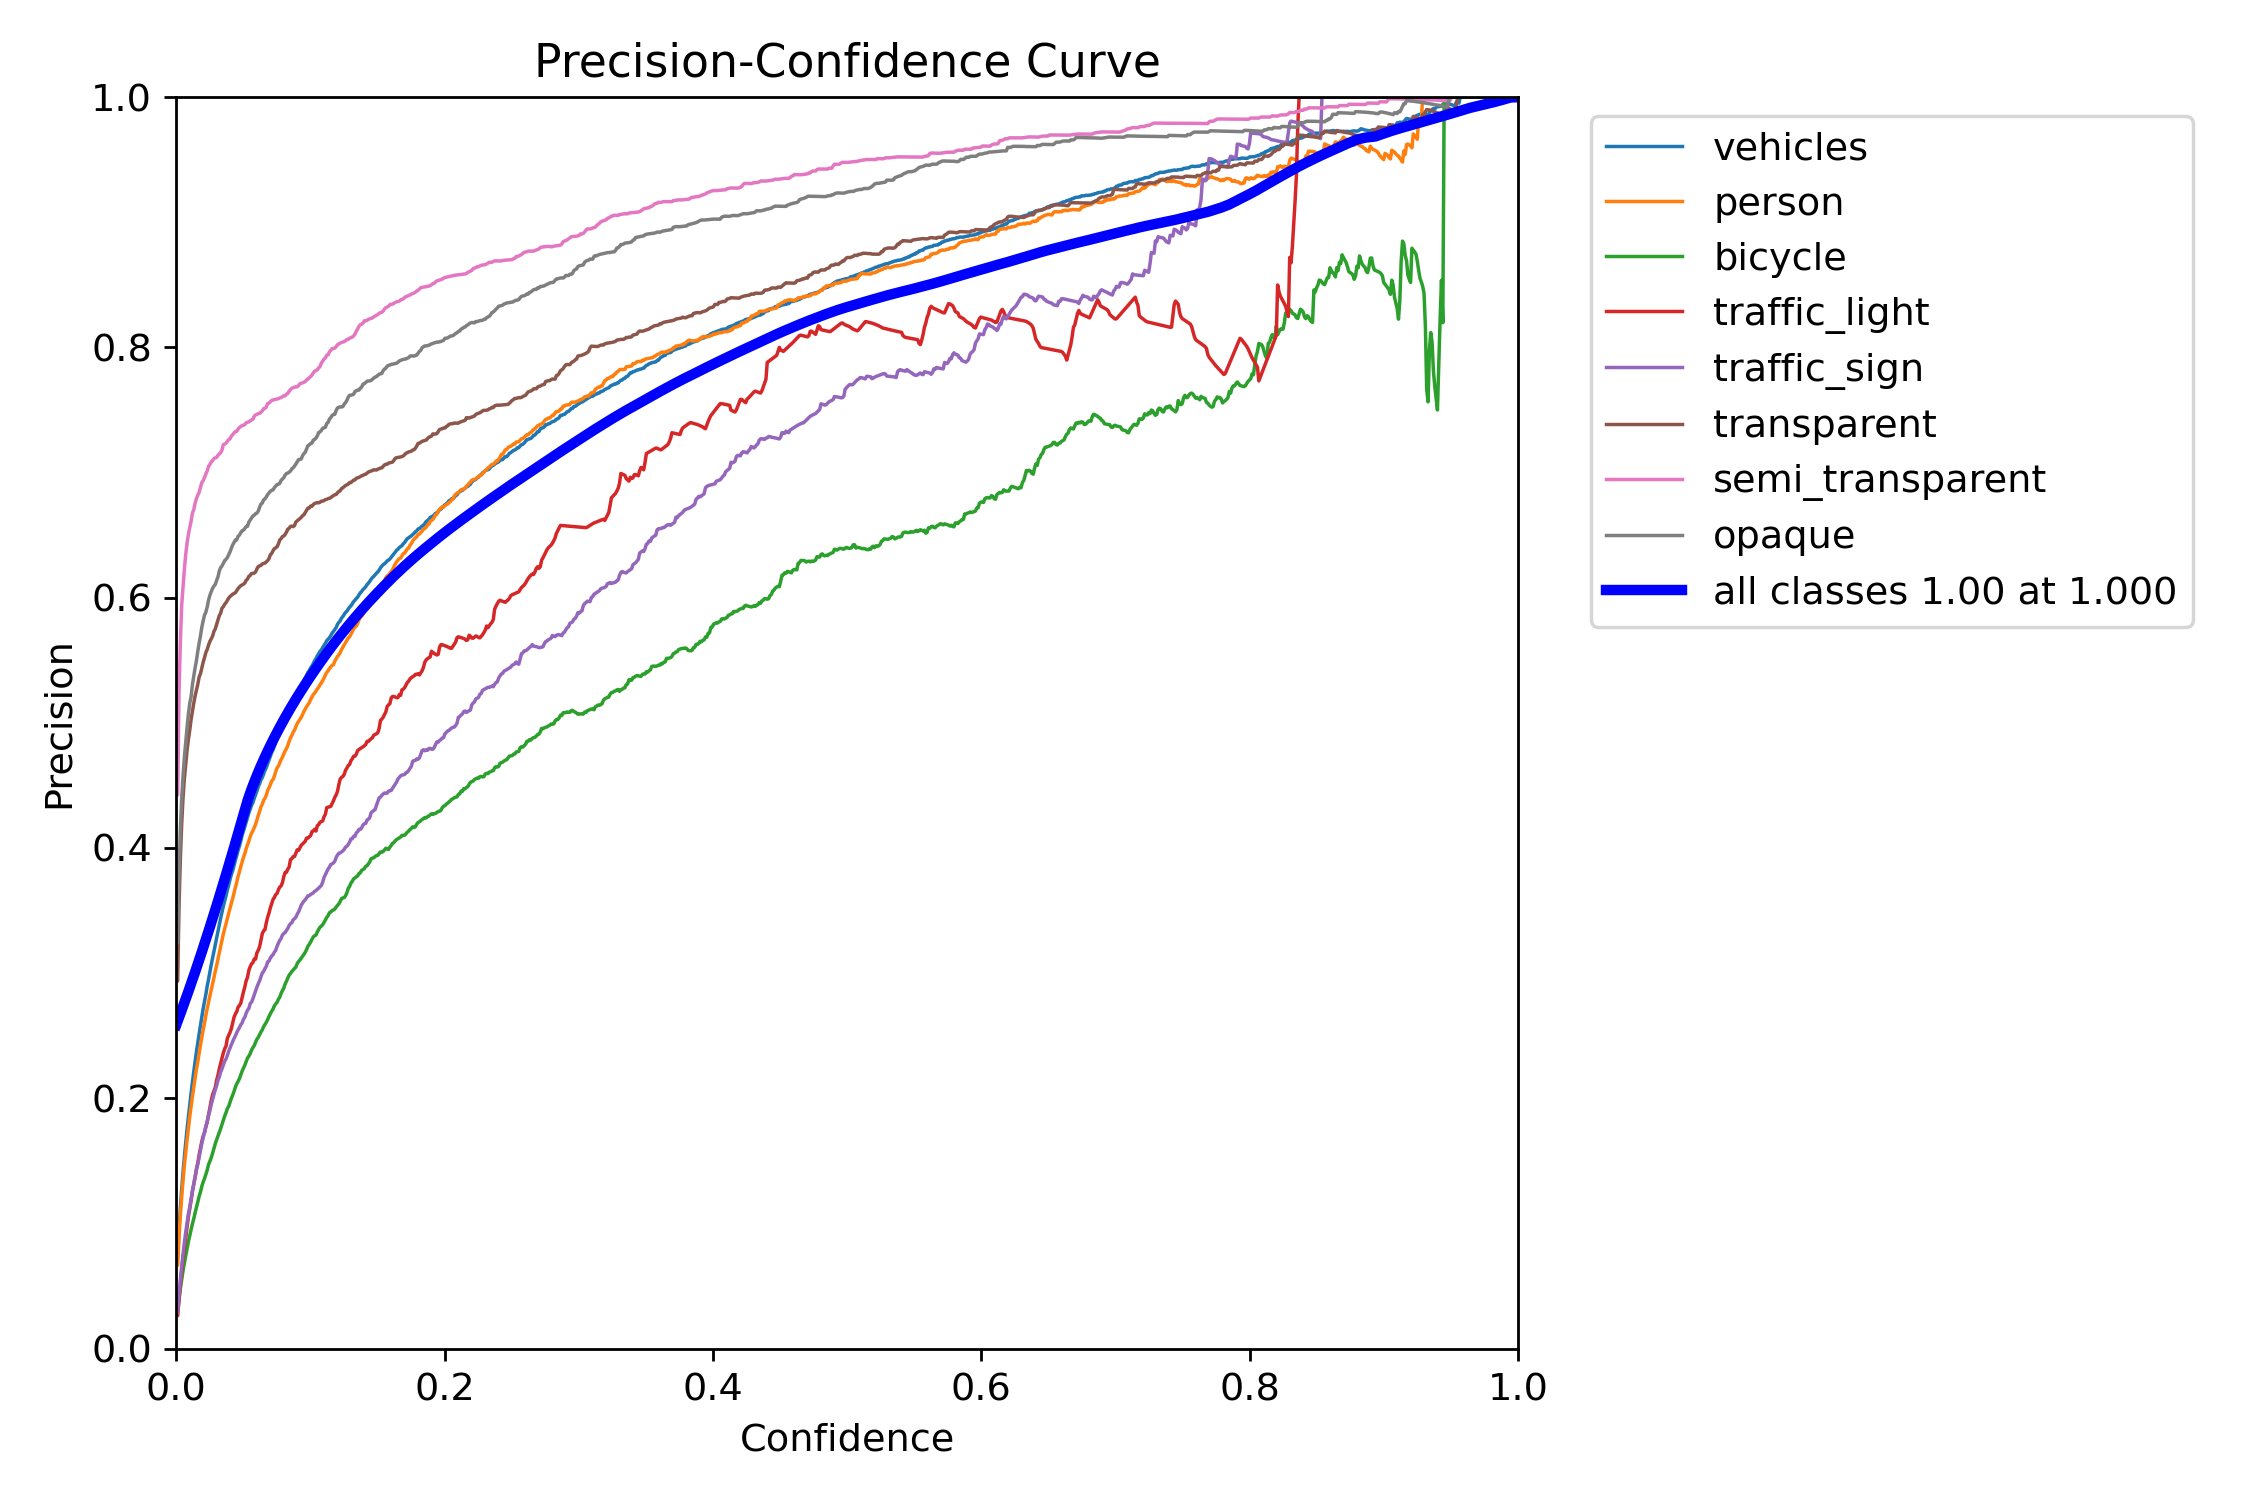 Precision-Confidence Curve
1.0
0.8
0.6
0.4
0.2
0.0
Precision
0.0 0.2 0.4 0.6 0.8 1.0
Confidence
vehicles
person
bicycle
traffic_light
traffic_sign
transparent
semi_transparent
opaque
all classes 1.00 at 1.000